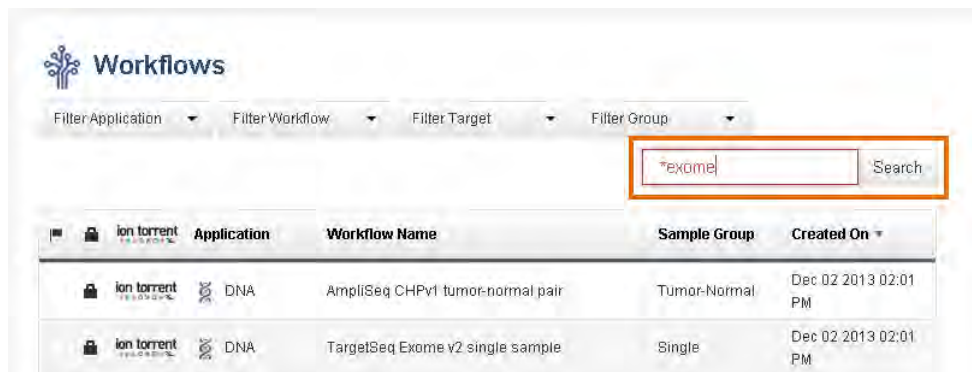 Workflows
Filter Application Filter Workflow Filter Target Filter Group
*exome Search
ion torrent Application Workflow Name Sample Group Created On
ion torrent DNA AmpliSeq CHPv1 tumor-normal pair Tumor-Normal Dec 02 2013 02:01 PM
ion torrent DNA TargetSeq Exome v2 single sample Single Dec 02 2013 02:01 PM